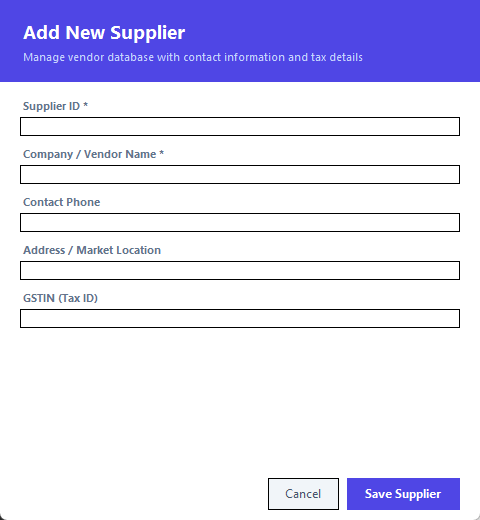 Add New Supplier
Manage vendor database with contact information and tax details
Supplier ID *
Company / Vendor Name *
Contact Phone
Address / Market Location
GSTIN (Tax ID)
Cancel Save Supplier